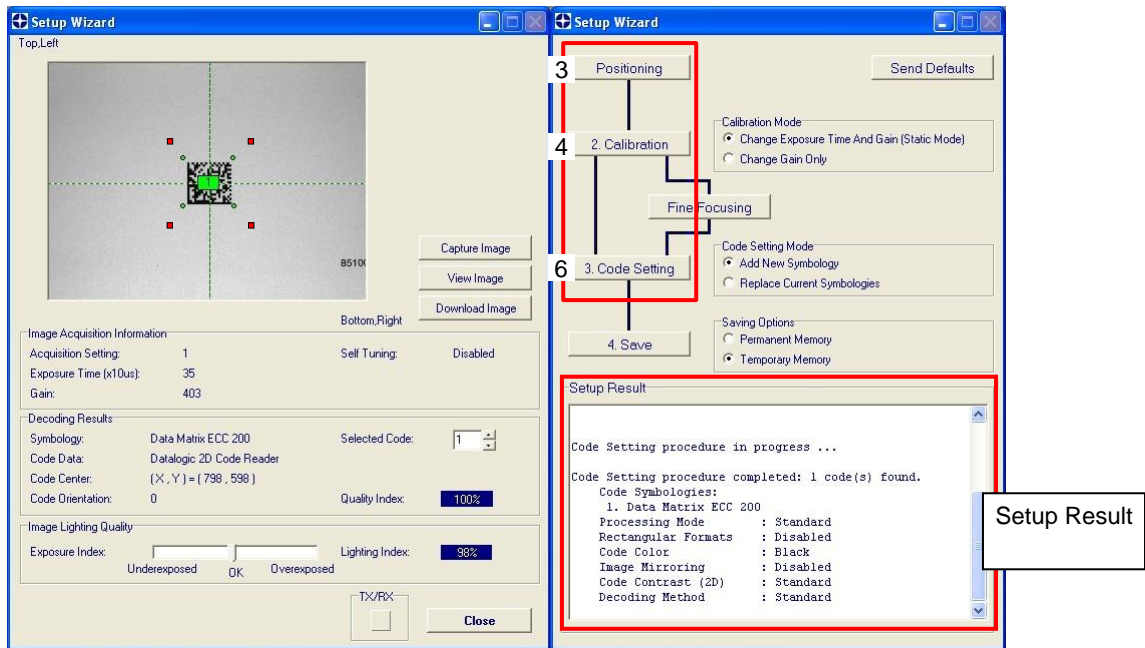 Setup Wizard
Top,Left
85100
Capture Image
View Image
Download Image
Bottom,Right
Image Acquisition Information
Acquisition Setting: 1 Self Tuning: Disabled
Exposure Time (x10us): 35
Gain: 403
Decoding Results
Symbology: Data Matrix ECC 200 Selected Code: 1
Code Data: Datalogic 2D Code Reader
Code Center: ( X , Y ) = ( 798 , 598 )
Code Orientation: 0 Quality Index: 100%
Image Lighting Quality
Exposure Index: Lighting Index: 98%
Underexposed OK Overexposed
TX/RX
Close
Setup Wizard
3 Positioning Send Defaults
Calibration Mode
Change Exposure Time And Gain (Static Mode)
4 2. Calibration
Change Gain Only
Fine Focusing
Code Setting Mode
Add New Symbology
6 3. Code Setting
Replace Current Symbologies
Saving Options
Permanent Memory
4. Save
Temporary Memory
Setup Result
Code Setting procedure in progress ...
Code Setting procedure completed: 1 code(s) found.
Code Symbologies:
1. Data Matrix ECC 200
Processing Mode : Standard
Rectangular Formats : Disabled
Code Color : Black
Image Mirroring : Disabled
Code Contrast (2D) : Standard
Decoding Method : Standard
Setup Result